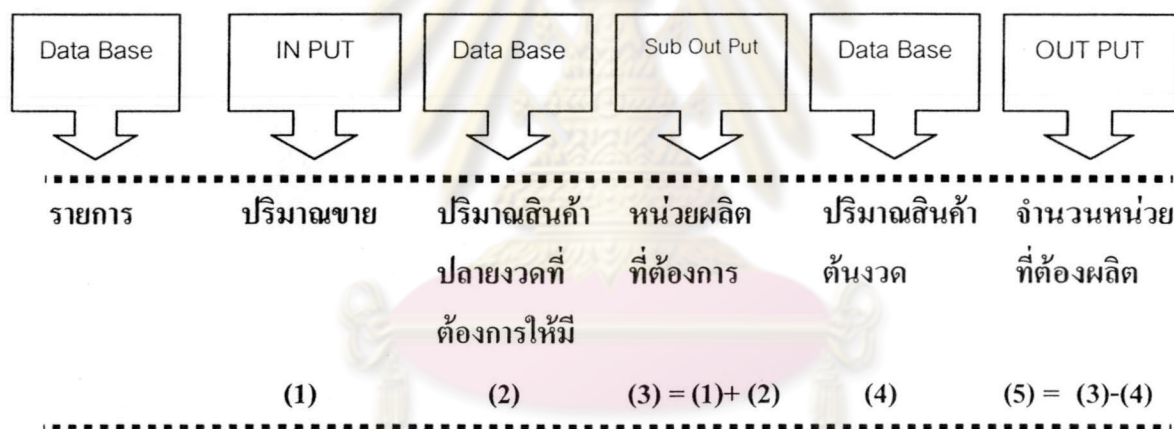 Data Base IN PUT Data Base Sub Out Put Data Base OUT PUT
รายการ ปริมาณขาย ปริมาณสินค้า หน่วยผลิต ปริมาณสินค้า จำนวนหน่วย
ปลายงวดที่ ที่ต้องการ ต้นงวด ที่ต้องผลิต
ต้องการให้มี
(1) (2) (3) = (1)+ (2) (4) (5) = (3)-(4)